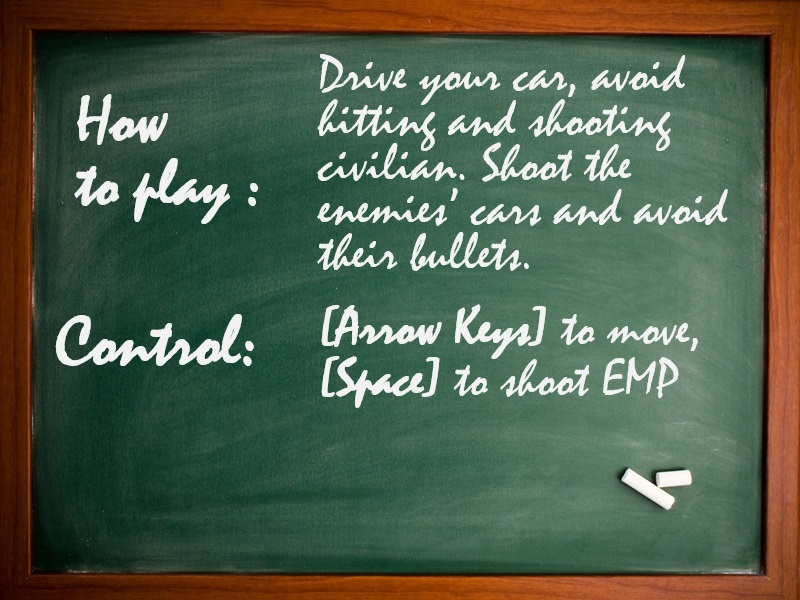 How
to play :
Drive your car, avoid
hitting and shooting
civilian. Shoot the
enemies' cars and avoid
their bullets.
Control:
[Arrow Keys] to move,
[Space] to shoot EMP